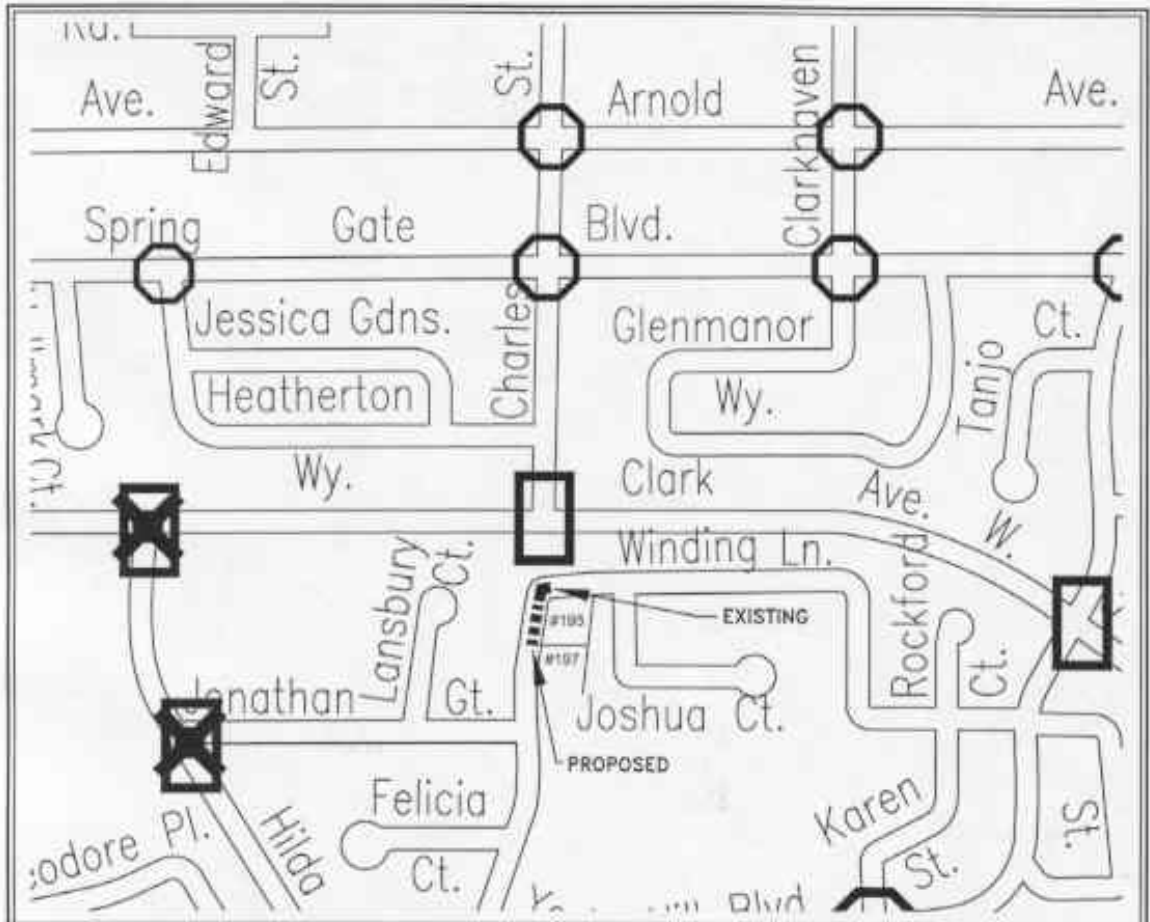 Rd.
Edward St.
St.
Clarkhaven
Ave.
Arnold
Ave.
Spring Gate Blvd.
Jessica Gdns.
Charles
Glenmanor
Wy.
Ct.
Tanjo
Heatherton
Wy.
Clark
Ave.
W.
Ct.
Winding Ln.
Lansbury Ct.
Rockford
Ct.
EXISTING
#195
#197
Jonathan Gt.
Joshua Ct.
PROPOSED
Felicia
Ct.
Karen
St.
St.
Pl.
Hilda
Blvd